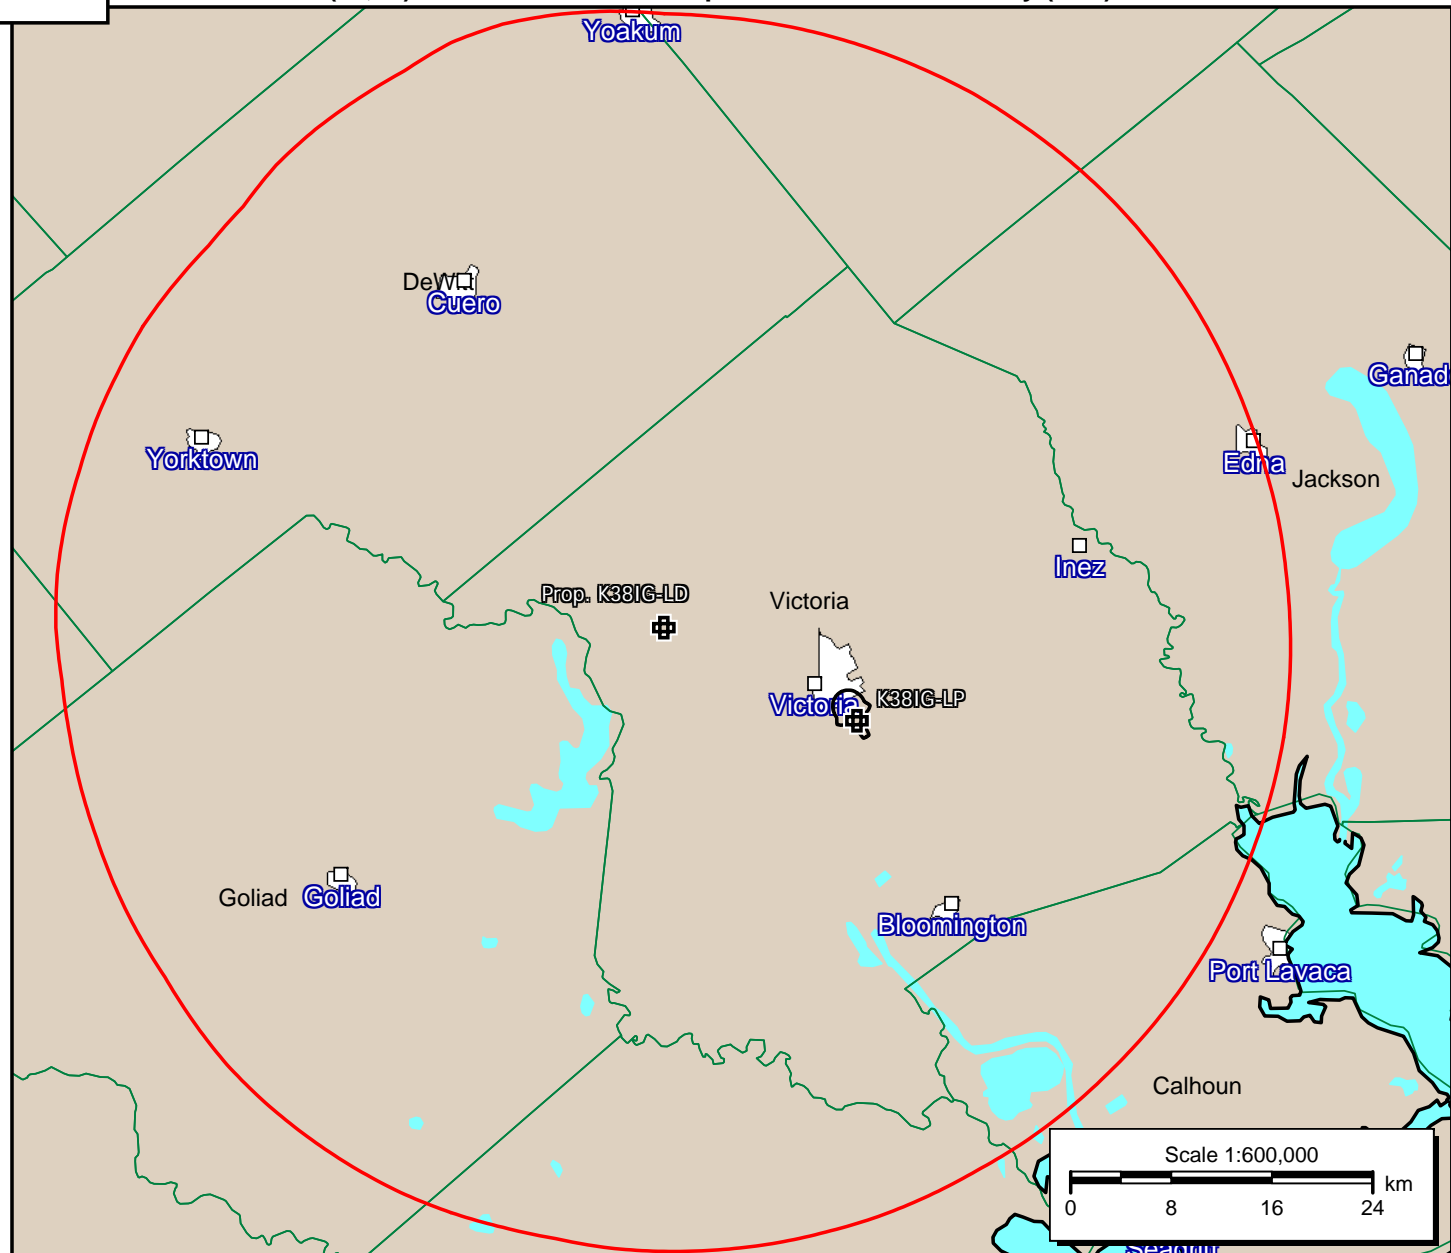 Yoakum
DeWitt
Cuero
Ganad
Yorktown
Edna
Jackson
Inez
Prop. K38IG-LD
Victoria
Victoria
K38IG-LP
Goliad
Goliad
Bloomington
Port Lavaca
Calhoun
Scale 1:600,000
km
0 8 16 24